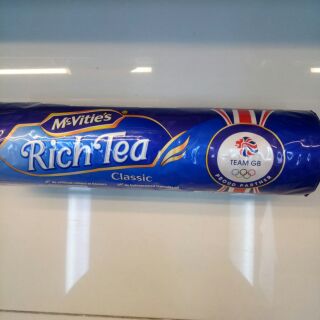 McVitie's
Rich Tea
Classic
TEAM GB
PROUD PARTNER